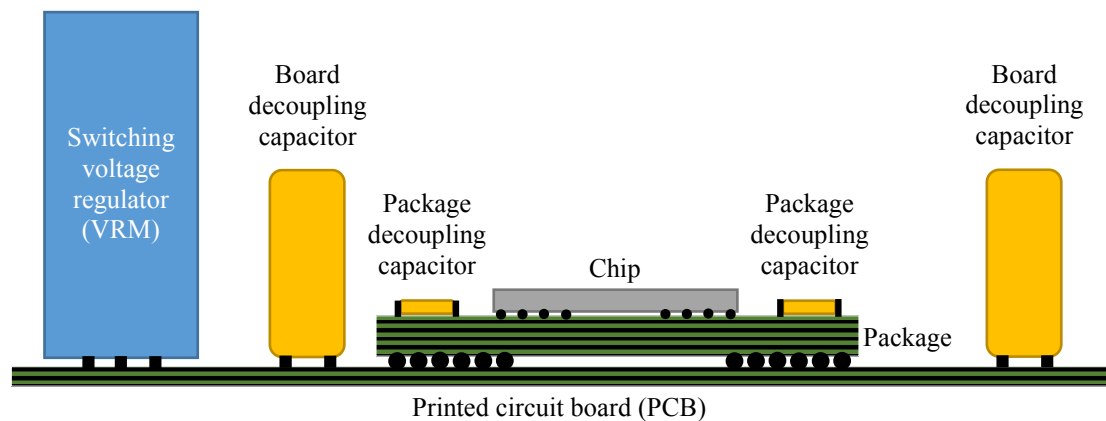 Switching
voltage
regulator
(VRM)
Board
decoupling
capacitor
Package
decoupling
capacitor
Chip
Package
decoupling
capacitor
Board
decoupling
capacitor
Package
Printed circuit board (PCB)